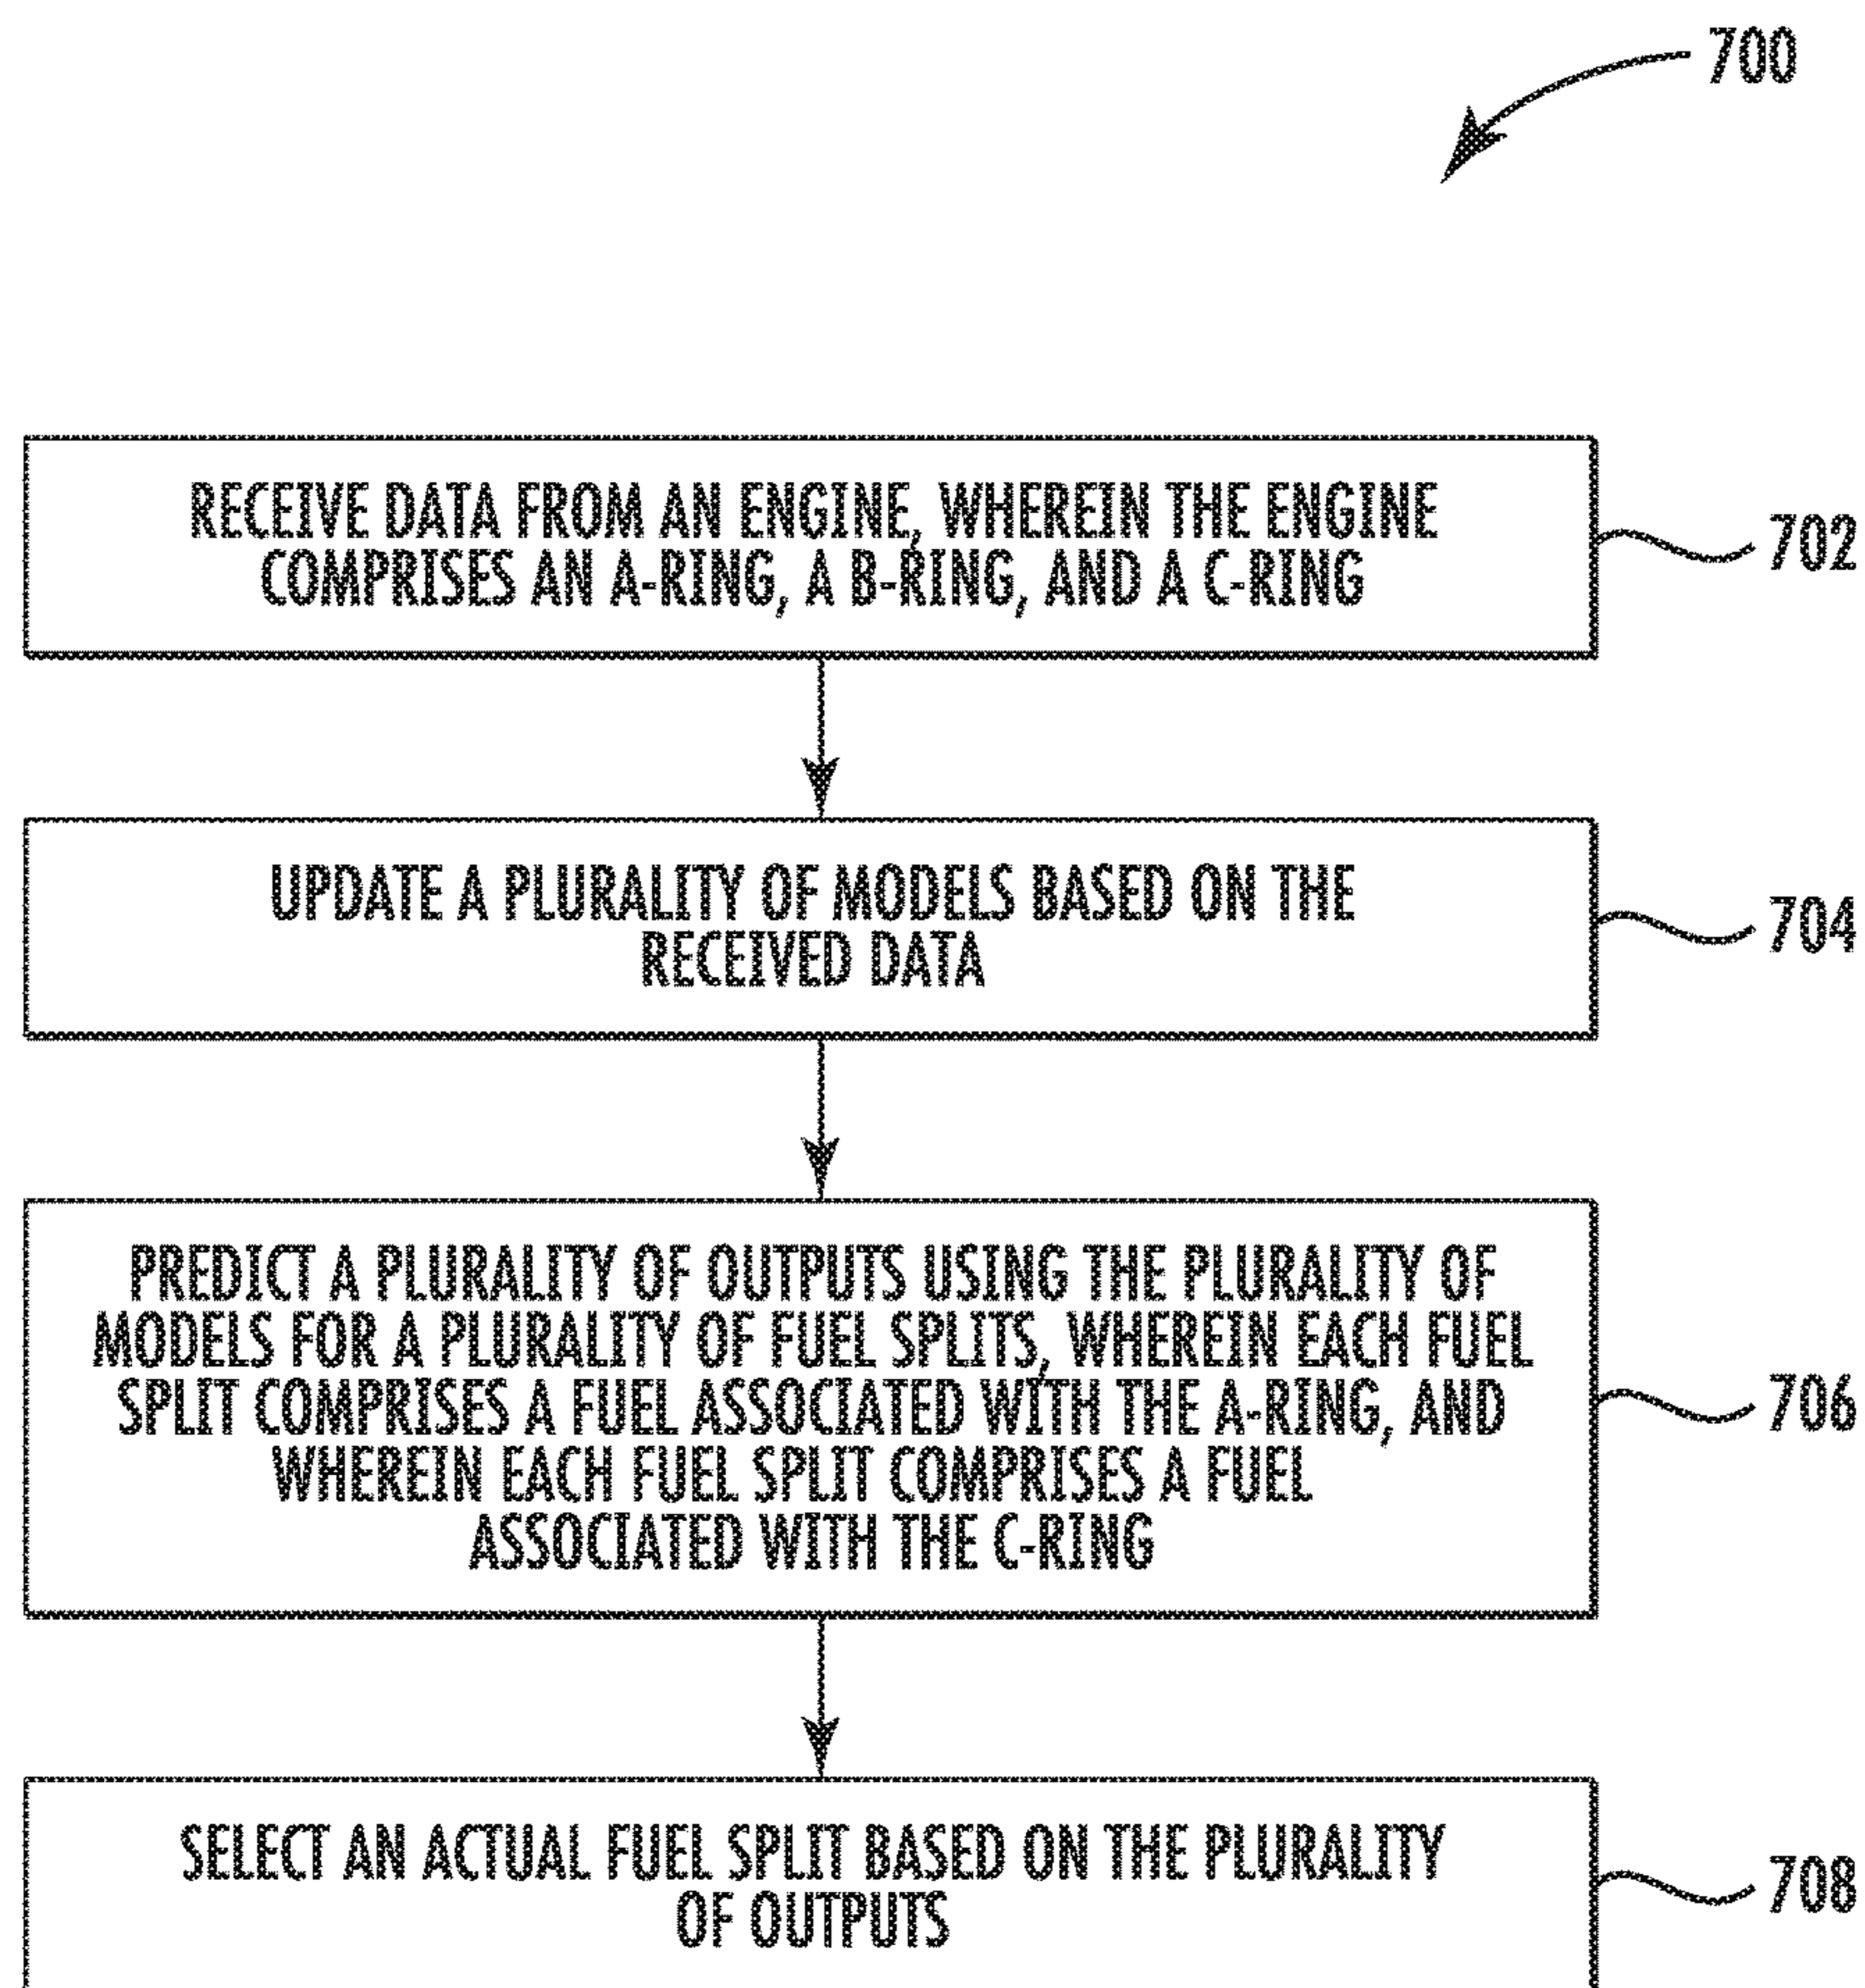 700
RECEIVE DATA FROM AN ENGINE, WHEREIN THE ENGINE
COMPRISES AN A-RING, A B-RING, AND A C-RING
702
UPDATE A PLURALITY OF MODELS BASED ON THE
RECEIVED DATA
704
PREDICT A PLURALITY OF OUTPUTS USING THE PLURALITY OF
MODELS FOR A PLURALITY OF FUEL SPLITS, WHEREIN EACH FUEL
SPLIT COMPRISES A FUEL ASSOCIATED WITH THE A-RING, AND
WHEREIN EACH FUEL SPLIT COMPRISES A FUEL
ASSOCIATED WITH THE C-RING
706
SELECT AN ACTUAL FUEL SPLIT BASED ON THE PLURALITY
OF OUTPUTS
708